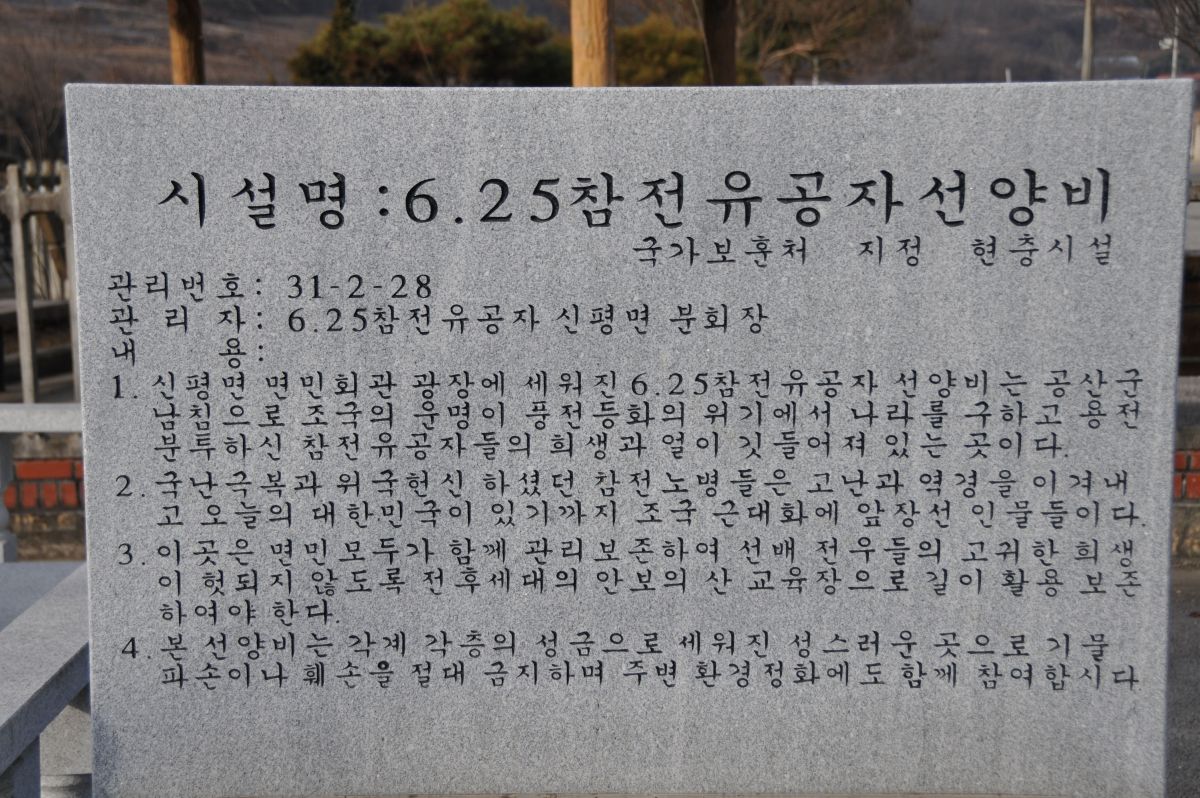 시설명:6.25참전유공자선양비
국가보훈처 지정 현충시설
관리번호: 31-2-28
관 리 자: 6.25참전유공자 신평면 분회장
내 용:
1. 신평면 면민회관 광장에 세워진 6.25참전유공자 선양비는 공산군
남침으로 조국의 운명이 풍전등화의 위기에서 나라를 구하고 용전
분투하신 참전유공자들의 희생과 얼이 깃들어져 있는 곳이다.
2. 국난극복과 위국헌신 하셨던 참전노병들은 고난과 역경을 이겨내
고 오늘의 대한민국이 있기까지 조국 근대화에 앞장선 인물들이다.
3. 이곳은 면민모두가 함께 관리보존하여 선배 전우들의 고귀한 희생
이 헛되지 않도록 전후세대의 안보의 산 교육장으로 길이 활용 보존
하여야 한다.
4. 본 선양비는 각계 각층의 성금으로 세워진 성스러운 곳으로 기물
파손이나 훼손을 절대 금지하며 주변 환경정화에도 함께 참여합시다